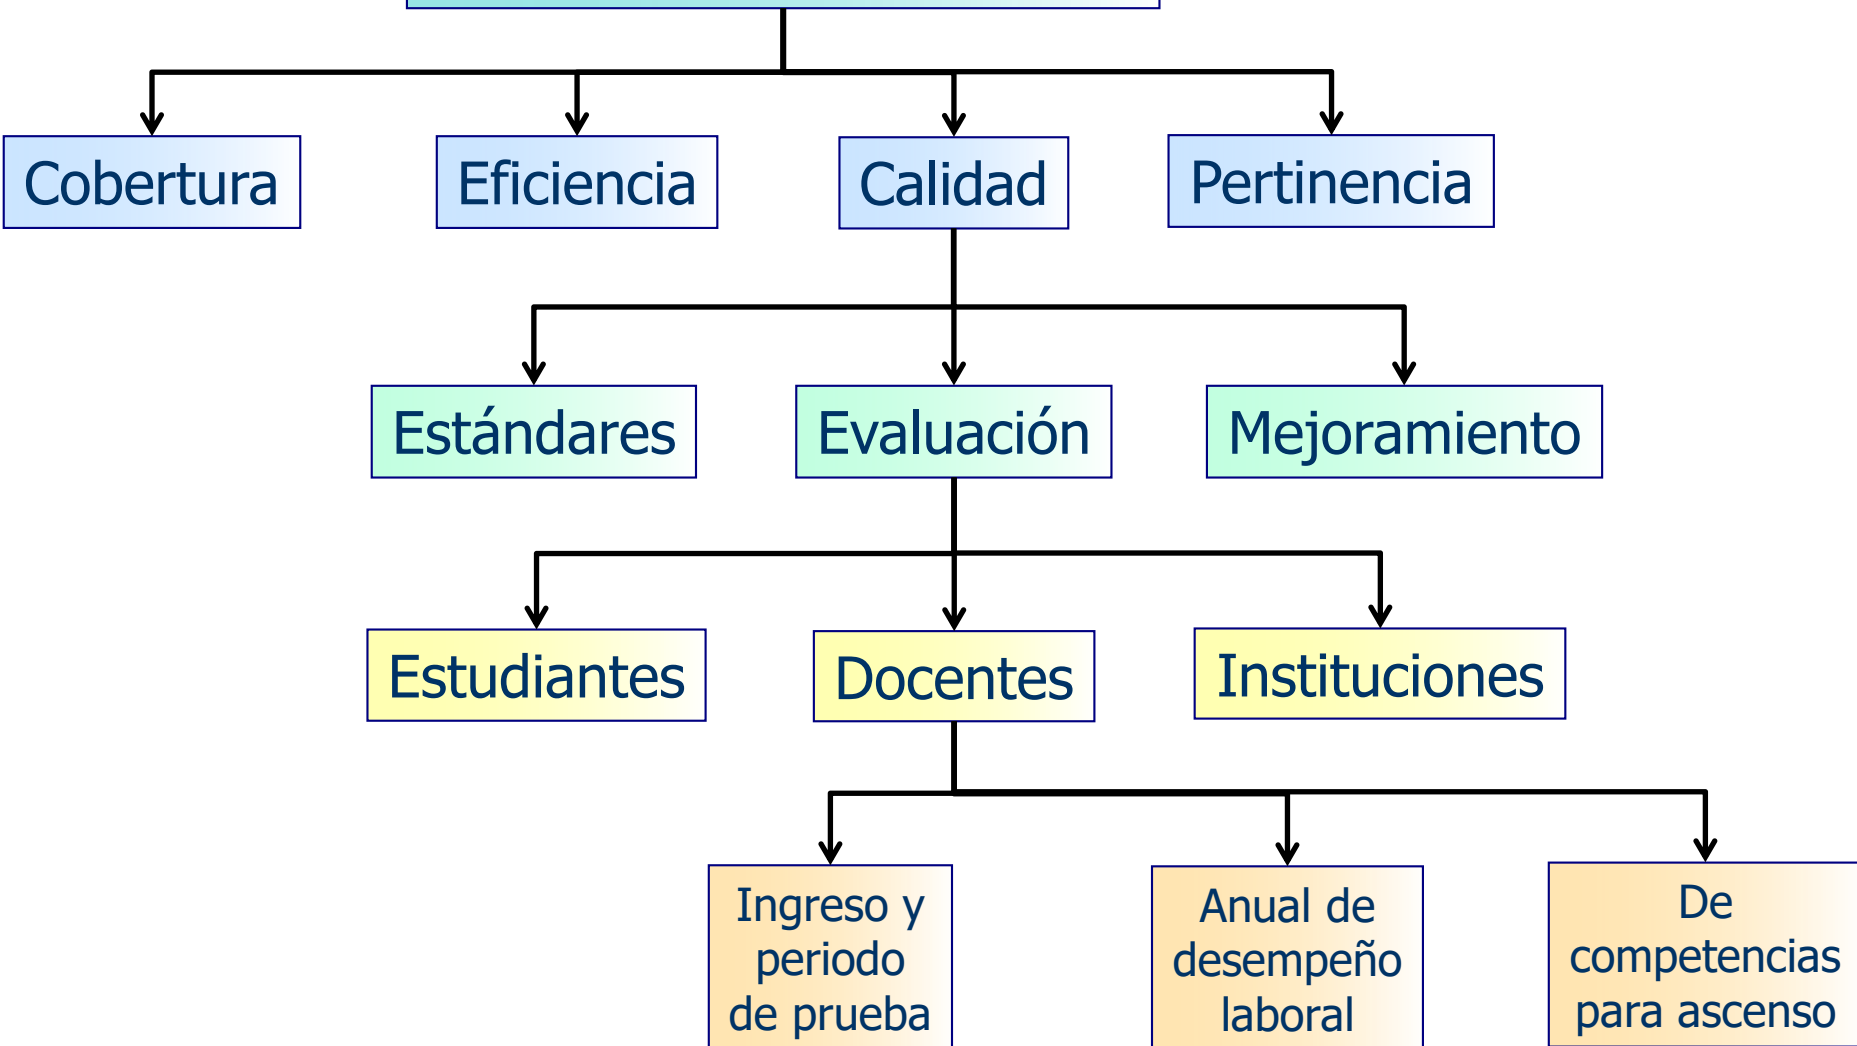 Cobertura
Eficiencia
Calidad
Pertinencia
Estándares
Evaluación
Mejoramiento
Estudiantes
Docentes
Instituciones
Ingreso y
periodo
de prueba
Anual de
desempeño
laboral
De
competencias
para ascenso